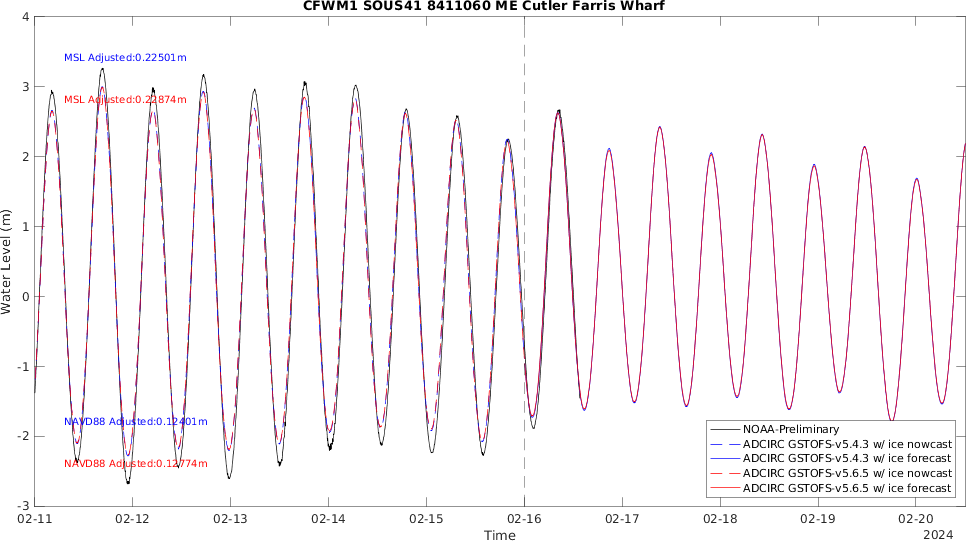 CFWM1 SOUS41 8411060 ME Cutler Farris Wharf
4
3
2
1
0
-1
-2
-3
Water Level (m)
MSL Adjusted:0.22501m
MSL Adjusted:0.22874m
NAVD88 Adjusted:0.12401m
NAVD88 Adjusted:0.12774m
NOAA-Preliminary
ADCIRC GSTOFS-v5.4.3 w/ ice nowcast
ADCIRC GSTOFS-v5.4.3 w/ ice forecast
ADCIRC GSTOFS-v5.6.5 w/ ice nowcast
ADCIRC GSTOFS-v5.6.5 w/ ice forecast
02-11 02-12 02-13 02-14 02-15 02-16 02-17 02-18 02-19 02-20
Time
2024